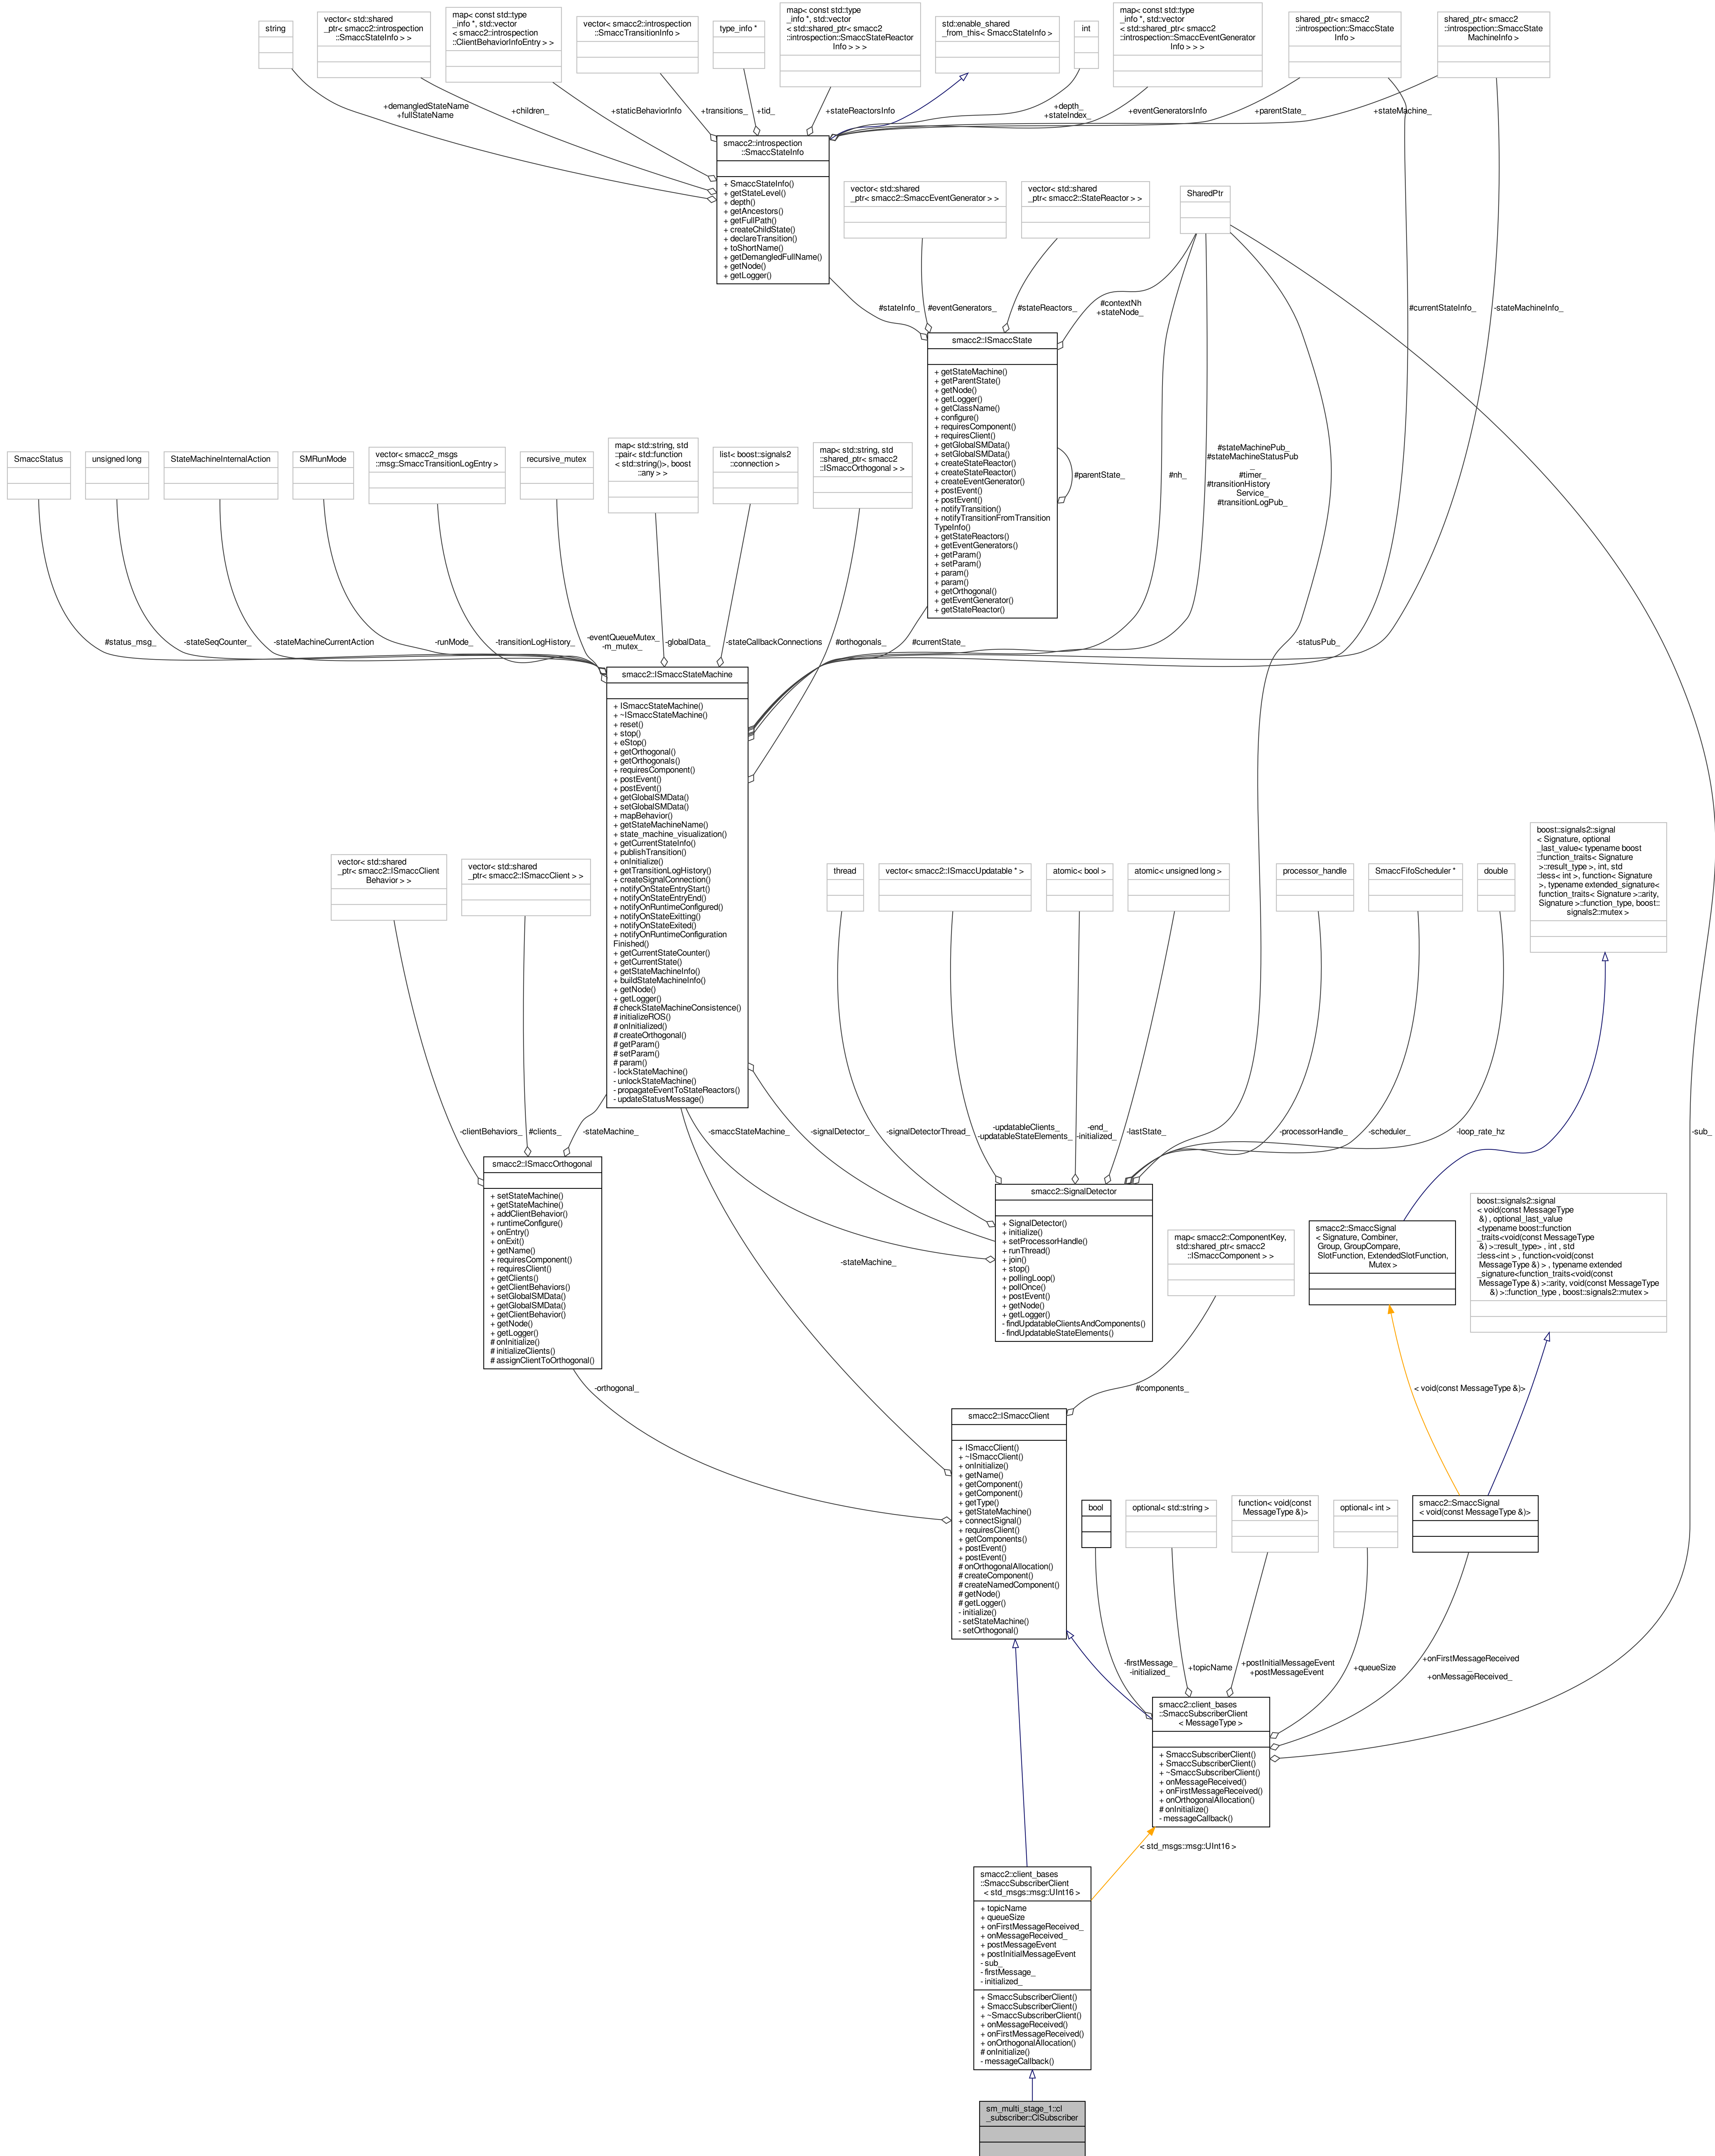 string
vector< std::shared
_ptr< smacc2::introspection
::SmaccStateInfo > >
map< const std::type
_info *, std::vector
< smacc2::introspection
::ClientBehaviorInfoEntry > >
vector< smacc2::introspection
::SmaccTransitionInfo >
type_info *
map< const std::type
_info *, std::vector
< std::shared_ptr< smacc2
::introspection::SmaccStateReactor
Info > > >
std::enable_shared
_from_this< SmaccStateInfo >
int
map< const std::type
_info *, std::vector
< std::shared_ptr< smacc2
::introspection::SmaccEventGenerator
Info > > >
shared_ptr< smacc2
::introspection::SmaccState
Info >
shared_ptr< smacc2
::introspection::SmaccState
MachineInfo >
+demangledStateName
+fullStateName
+children_
+staticBehaviorInfo
+transitions_
+tid_
+stateReactorsInfo
+depth_
+stateIndex_
+eventGeneratorsInfo
+parentState_
+stateMachine_
smacc2::introspection
::SmaccStateInfo
+ SmaccStateInfo()
+ getStateLevel()
+ depth()
+ getAncestors()
+ getFullPath()
+ createChildState()
+ declareTransition()
+ toShortName()
+ getDemangledFullName()
+ getNode()
+ getLogger()
vector< std::shared
_ptr< smacc2::SmaccEventGenerator > >
vector< std::shared
_ptr< smacc2::StateReactor > >
SharedPtr
#stateInfo_
#eventGenerators_
#stateReactors_
#contextNh
+stateNode_
#currentStateInfo_
-stateMachineInfo_
smacc2::ISmaccState
+ getStateMachine()
+ getParentState()
+ getNode()
+ getLogger()
+ getClassName()
+ configure()
+ requiresComponent()
+ requiresClient()
+ getGlobalSMData()
+ setGlobalSMData()
+ createStateReactor()
+ createStateReactor()
+ createEventGenerator()
+ postEvent()
+ postEvent()
+ notifyTransition()
+ notifyTransitionFromTransition
TypeInfo()
+ getStateReactors()
+ getEventGenerators()
+ getParam()
+ setParam()
+ param()
+ param()
+ getOrthogonal()
+ getEventGenerator()
+ getStateReactor()
#parentState_
#nh_
#stateMachinePub_
#stateMachineStatusPub
_
#timer_
#transitionHistory
Service_
#transitionLogPub_
SmaccStatus
unsigned long
StateMachineInternalAction
SMRunMode
vector< smacc2_msgs
::msg::SmaccTransitionLogEntry >
recursive_mutex
map< std::string, std
::pair< std::function
< std::string()>, boost
::any > >
list< boost::signals2
::connection >
map< std::string, std
::shared_ptr< smacc2
::ISmaccOrthogonal > >
#status_msg_
-stateSeqCounter_
-stateMachineCurrentAction
-runMode_
-transitionLogHistory_
-eventQueueMutex_
-m_mutex_
-globalData_
-stateCallbackConnections
#orthogonals_
#currentState_
-statusPub_
smacc2::ISmaccStateMachine
+ ISmaccStateMachine()
+ ~ISmaccStateMachine()
+ reset()
+ stop()
+ eStop()
+ getOrthogonal()
+ getOrthogonals()
+ requiresComponent()
+ postEvent()
+ postEvent()
+ getGlobalSMData()
+ setGlobalSMData()
+ mapBehavior()
+ getStateMachineName()
+ state_machine_visualization()
+ getCurrentStateInfo()
+ publishTransition()
+ onInitialize()
+ getTransitionLogHistory()
+ createSignalConnection()
+ notifyOnStateEntryStart()
+ notifyOnStateEntryEnd()
+ notifyOnRuntimeConfigured()
+ notifyOnStateExitting()
+ notifyOnStateExited()
+ notifyOnRuntimeConfiguration
Finished()
+ getCurrentStateCounter()
+ getCurrentState()
+ getStateMachineInfo()
+ buildStateMachineInfo()
+ getNode()
+ getLogger()
# checkStateMachineConsistence()
# initializeROS()
# onInitialized()
# createOrthogonal()
# getParam()
# setParam()
# param()
- lockStateMachine()
- unlockStateMachine()
- propagateEventToStateReactors()
- updateStatusMessage()
vector< std::shared
_ptr< smacc2::ISmaccClient
Behavior > >
vector< std::shared
_ptr< smacc2::ISmaccClient > >
thread
vector< smacc2::ISmaccUpdatable * >
atomic< bool >
atomic< unsigned long >
processor_handle
SmaccFifoScheduler *
double
boost::signals2::signal
< Signature, optional
_last_value< typename boost
::function_traits< Signature
>::result_type >, int, std
::less< int >, function< Signature
>, typename extended_signature<
function_traits< Signature >::arity,
Signature >::function_type, boost::
signals2::mutex >
-clientBehaviors_
#clients_
-stateMachine_
-smaccStateMachine_
-signalDetector_
-signalDetectorThread_
-updatableClients_
-updatableStateElements_
-end_
-initialized_
-lastState_
-processorHandle_
-scheduler_
-loop_rate_hz
-sub_
smacc2::ISmaccOrthogonal
+ setStateMachine()
+ getStateMachine()
+ addClientBehavior()
+ runtimeConfigure()
+ onEntry()
+ onExit()
+ getName()
+ requiresComponent()
+ requiresClient()
+ getClients()
+ getClientBehaviors()
+ setGlobalSMData()
+ getGlobalSMData()
+ getClientBehavior()
+ getNode()
+ getLogger()
# onInitialize()
# initializeClients()
# assignClientToOrthogonal()
smacc2::SignalDetector
+ SignalDetector()
+ initialize()
+ setProcessorHandle()
+ runThread()
+ join()
+ stop()
+ pollingLoop()
+ pollOnce()
+ postEvent()
+ getNode()
+ getLogger()
- findUpdatableClientsAndComponents()
- findUpdatableStateElements()
-stateMachine_
map< smacc2::ComponentKey,
std::shared_ptr< smacc2
::ISmaccComponent > >
smacc2::SmaccSignal
< Signature, Combiner,
Group, GroupCompare,
SlotFunction, ExtendedSlotFunction,
Mutex >
boost::signals2::signal
< void(const MessageType
&) , optional_last_value
<typename boost::function
_traits<void(const MessageType
&) >::result_type> , int , std
::less<int > , function<void(const
MessageType &) > , typename extended
_signature<function_traits<void(const
MessageType &) >::arity, void(const MessageType
&) >::function_type , boost::signals2::mutex >
-orthogonal_
#components_
< void(const MessageType &)>
smacc2::ISmaccClient
+ ISmaccClient()
+ ~ISmaccClient()
+ onInitialize()
+ getName()
+ getComponent()
+ getComponent()
+ getType()
+ getStateMachine()
+ connectSignal()
+ requiresClient()
+ getComponents()
+ postEvent()
+ postEvent()
# onOrthogonalAllocation()
# createComponent()
# createNamedComponent()
# getNode()
# getLogger()
- initialize()
- setStateMachine()
- setOrthogonal()
bool
optional< std::string >
function< void(const
MessageType &)>
optional< int >
smacc2::SmaccSignal
< void(const MessageType &)>
-firstMessage_
-initialized_
+topicName
+postInitialMessageEvent
+postMessageEvent
+queueSize
+onFirstMessageReceived
_
+onMessageReceived_
smacc2::client_bases
::SmaccSubscriberClient
< MessageType >
+ SmaccSubscriberClient()
+ SmaccSubscriberClient()
+ ~SmaccSubscriberClient()
+ onMessageReceived()
+ onFirstMessageReceived()
+ onOrthogonalAllocation()
# onInitialize()
- messageCallback()
< std_msgs::msg::UInt16 >
smacc2::client_bases
::SmaccSubscriberClient
< std_msgs::msg::UInt16 >
+ topicName
+ queueSize
+ onFirstMessageReceived_
+ onMessageReceived_
+ postMessageEvent
+ postInitialMessageEvent
- sub_
- firstMessage_
- initialized_
+ SmaccSubscriberClient()
+ SmaccSubscriberClient()
+ ~SmaccSubscriberClient()
+ onMessageReceived()
+ onFirstMessageReceived()
+ onOrthogonalAllocation()
# onInitialize()
- messageCallback()
sm_multi_stage_1::cl
_subscriber::ClSubscriber